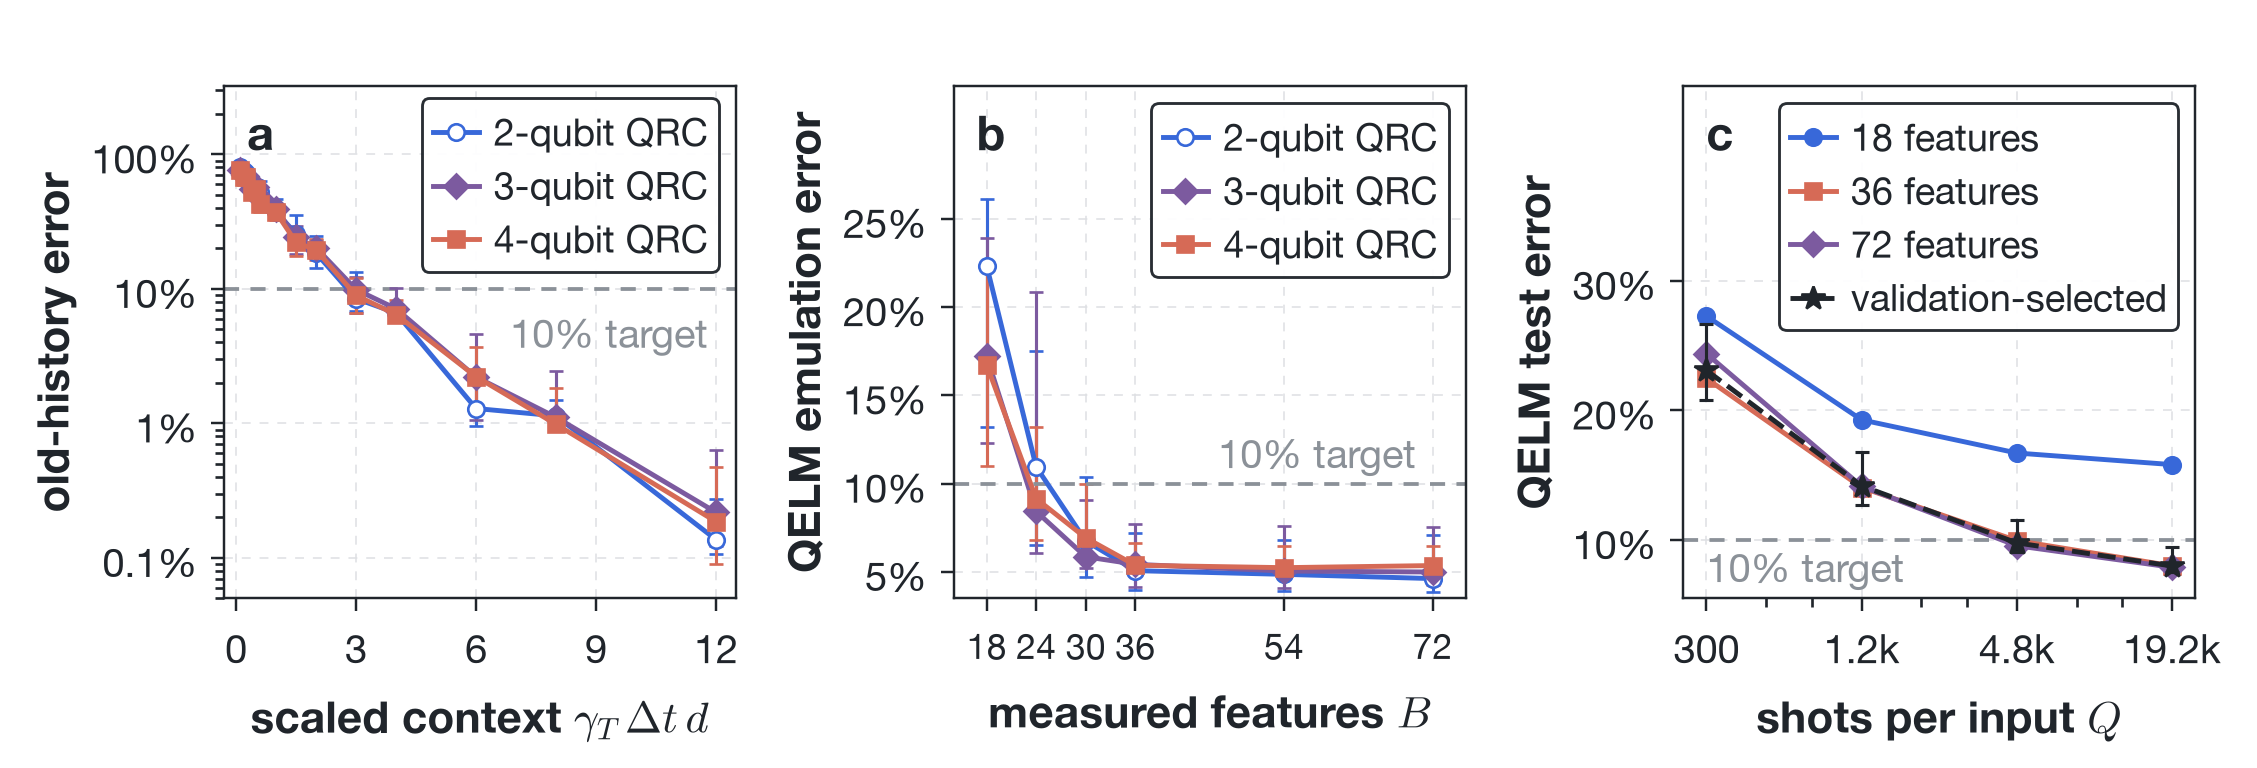 a
2-qubit QRC
3-qubit QRC
4-qubit QRC
10% target
100%
10%
1%
0.1%
old-history error
0 3 6 9 12
scaled context γ_T Δt d
b
2-qubit QRC
3-qubit QRC
4-qubit QRC
10% target
25%
20%
15%
10%
5%
QELM emulation error
18 24 30 36 54 72
measured features B
c
18 features
36 features
72 features
validation-selected
10% target
30%
20%
10%
QELM test error
300 1.2k 4.8k 19.2k
shots per input Q